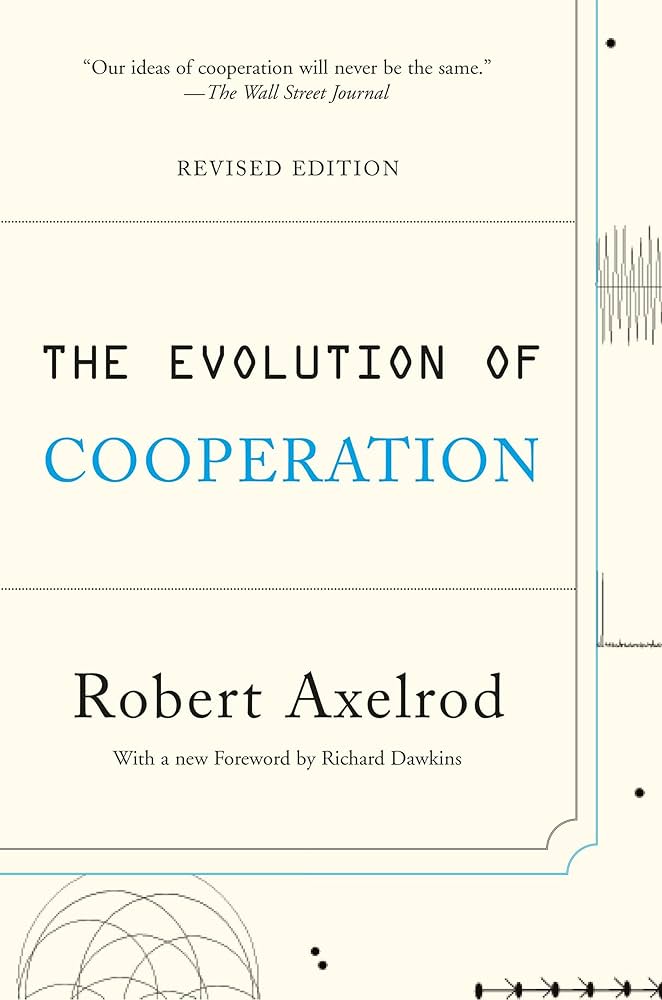 “Our ideas of cooperation will never be the same.”
—The Wall Street Journal
REVISED EDITION
THE EVOLUTION OF
COOPERATION
Robert Axelrod
With a new Foreword by Richard Dawkins